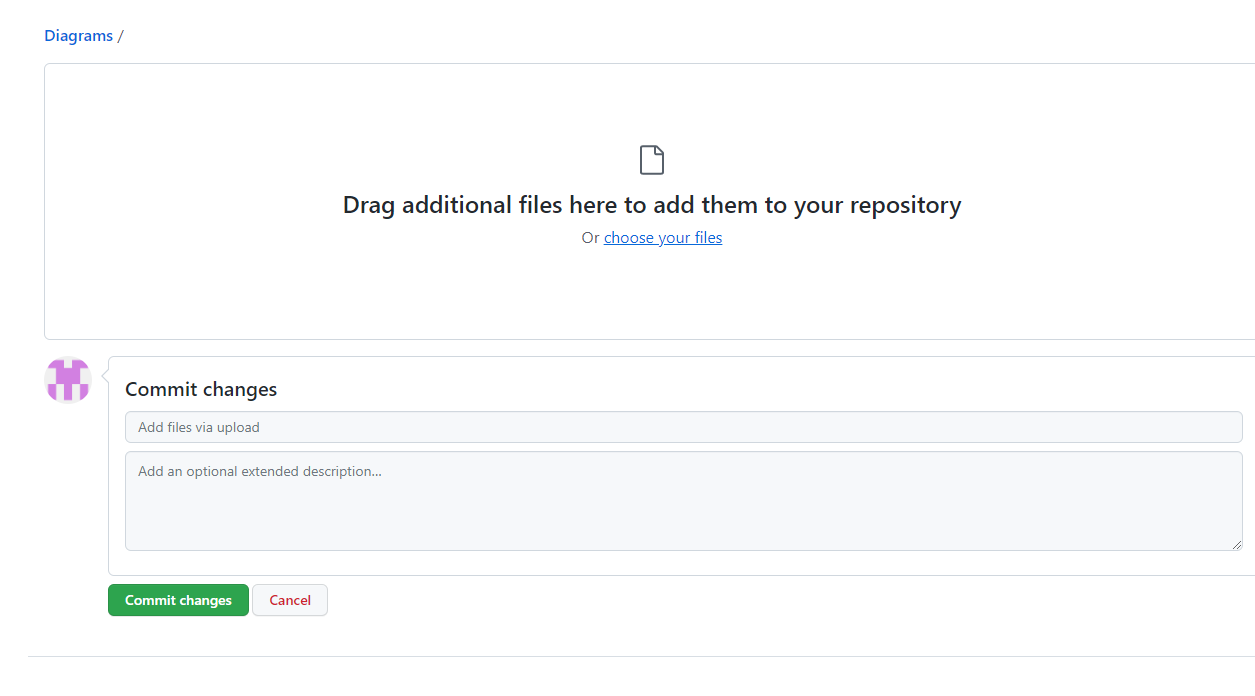 Diagrams /
Drag additional files here to add them to your repository
Or choose your files
Commit changes
Add files via upload
Add an optional extended description...
Commit changes
Cancel